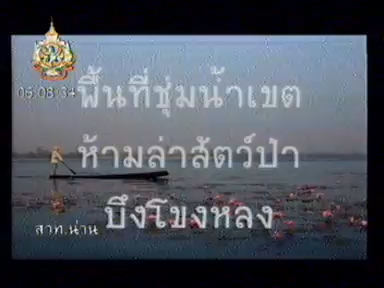 05:08:34
พื้นที่ชุ่มน้ำเขต
ห้ามล่าสัตว์ป่า
บึงโขงหลง
สวท.น่าน